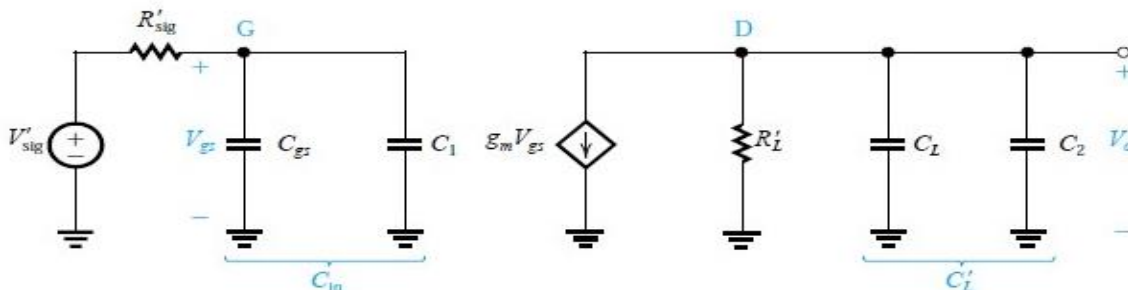 R'sig
G
D
+
+
V'sig
+
−
Vgs
Cgs
C1
gmVgs
R'L
CL
C2
−
−
Cin
C'L